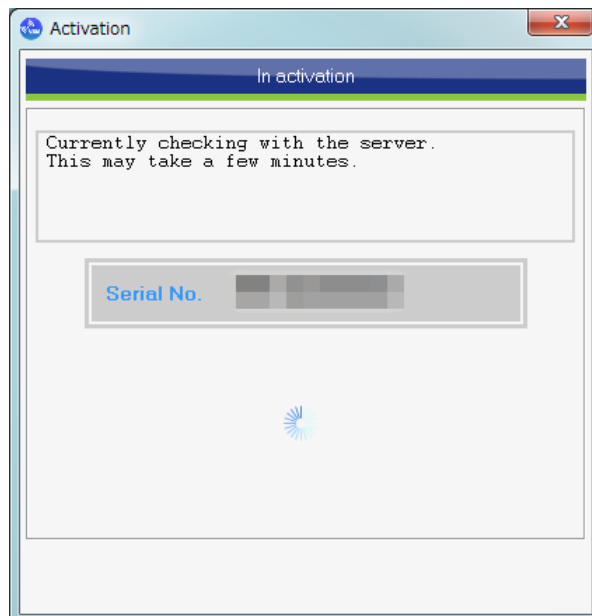 Activation
In activation
Currently checking with the server.
This may take a few minutes.
Serial No.